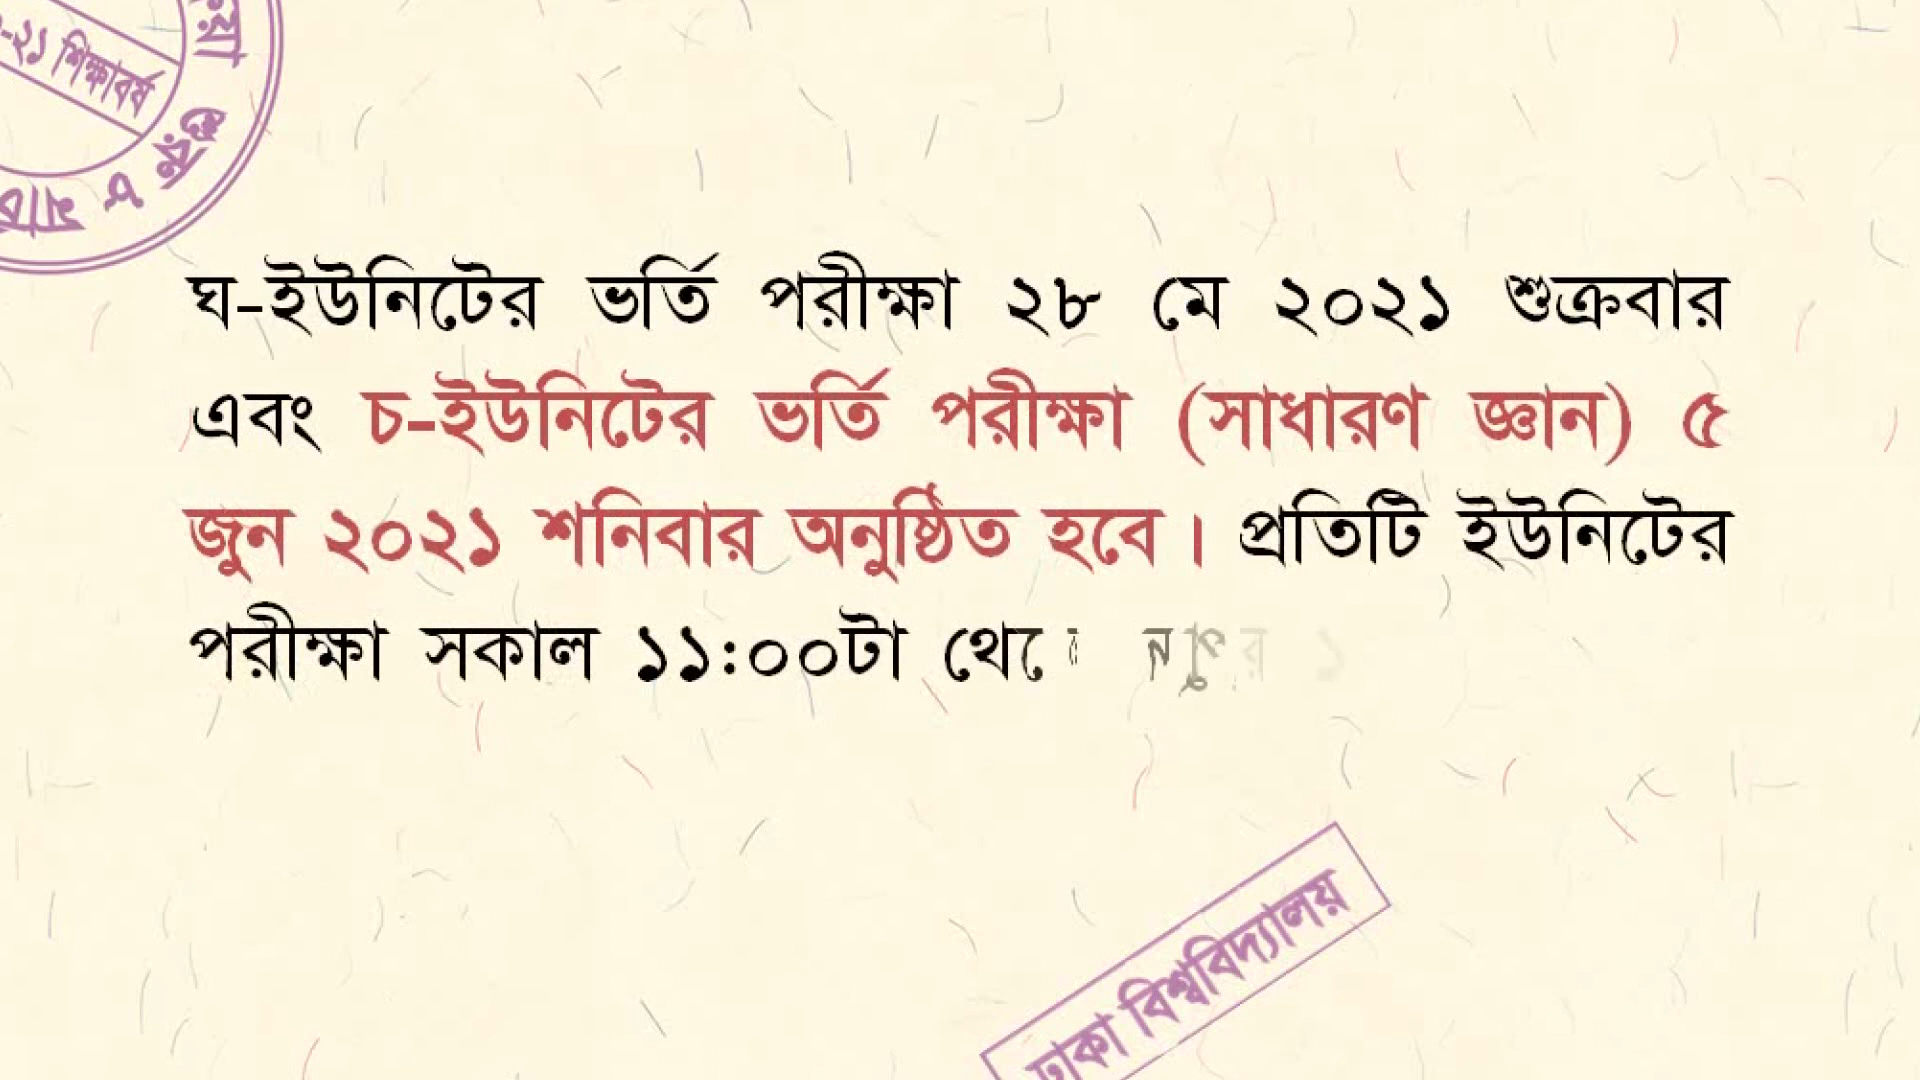 -২১ শিক্ষাবর্ষ
ঘ-ইউনিটের ভর্তি পরীক্ষা ২৮ মে ২০২১ শুক্রবার
এবং চ-ইউনিটের ভর্তি পরীক্ষা (সাধারণ জ্ঞান) ৫
জুন ২০২১ শনিবার অনুষ্ঠিত হবে। প্রতিটি ইউনিটের
পরীক্ষা সকাল ১১:০০টা
ঢাকা বিশ্ববিদ্যালয়